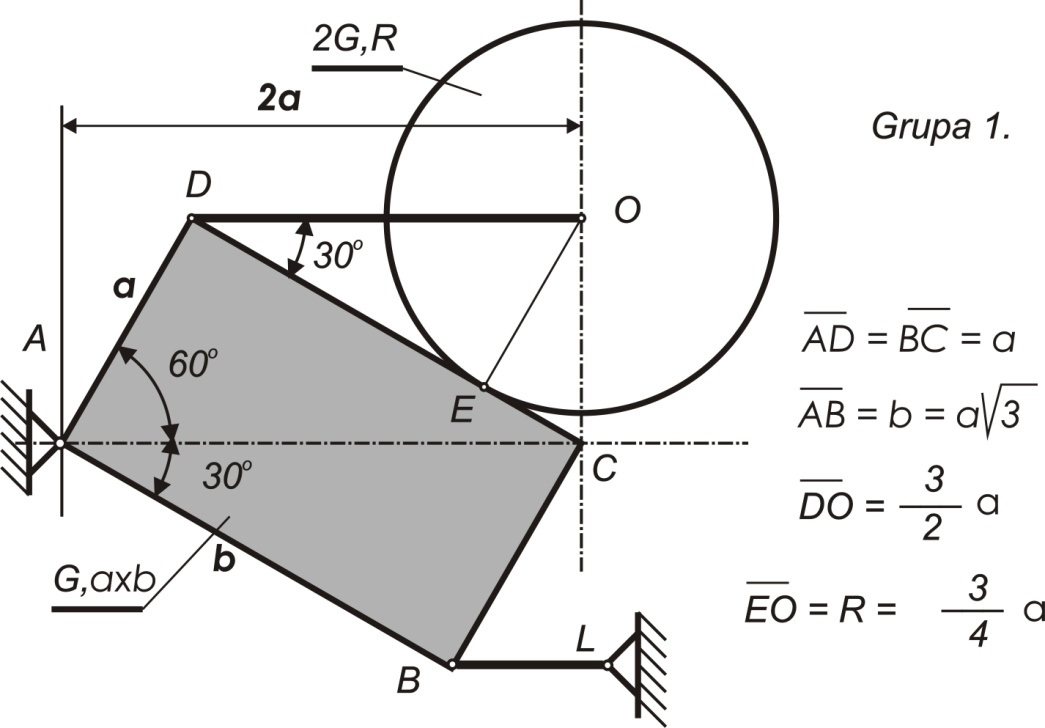 2G,R
2a
Grupa 1.
D
O
30°
a
A
60°
E
C
30°
b
G,axb
B
L
AD = BC = a
AB = b = a√3
DO = 3/2 a
EO = R = 3/4 a